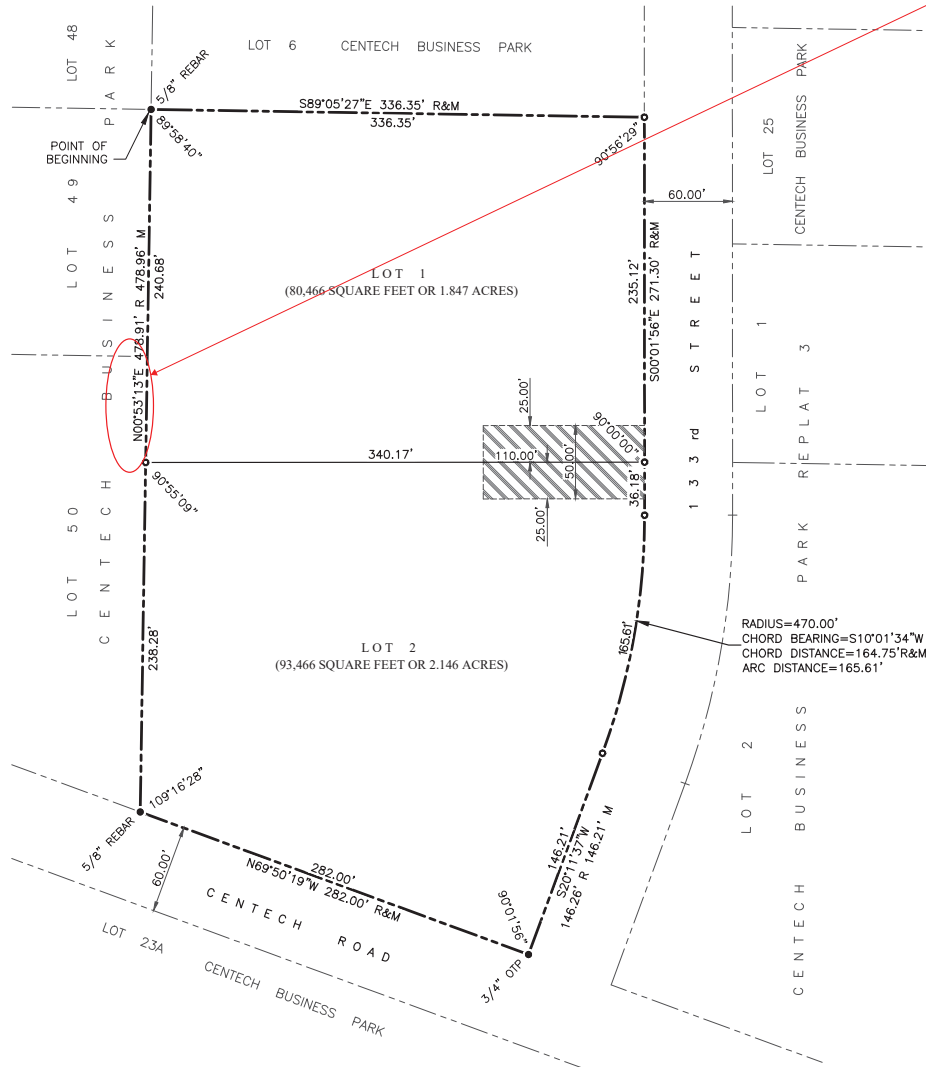 LOT 48
CENTECH BUSINESS PARK
LOT 6 CENTECH BUSINESS PARK
5/8" REBAR
S89°05'27"E 336.35' R&M
336.35'
89°58'40"
90°56'29"
POINT OF
BEGINNING
LOT 25
CENTECH BUSINESS PARK
60.00'
LOT 49
N00°53'13"E 478.91' R 478.96' M
240.68'
LOT 1
(80,466 SQUARE FEET OR 1.847 ACRES)
235.12'
S00°01'56"E 271.30' R&M
133rd STREET
LOT 1
CENTECH BUSINESS PARK REPLAT 3
25.00'
90°00'00"
340.17'
110.00'
50.00'
36.18'
25.00'
90°55'09"
LOT 50
238.28'
LOT 2
(93,466 SQUARE FEET OR 2.146 ACRES)
165.61'
RADIUS=470.00'
CHORD BEARING=S10°01'34"W
CHORD DISTANCE=164.75'R&M
ARC DISTANCE=165.61'
LOT 2
109°16'28"
5/8" REBAR
60.00'
282.00'
N69°50'19"W 282.00' R&M
CENTECH ROAD
146.21'
S20°11'37"W
146.26' R 146.21' M
90°01'56"
3/4" OTP
LOT 23A CENTECH BUSINESS PARK